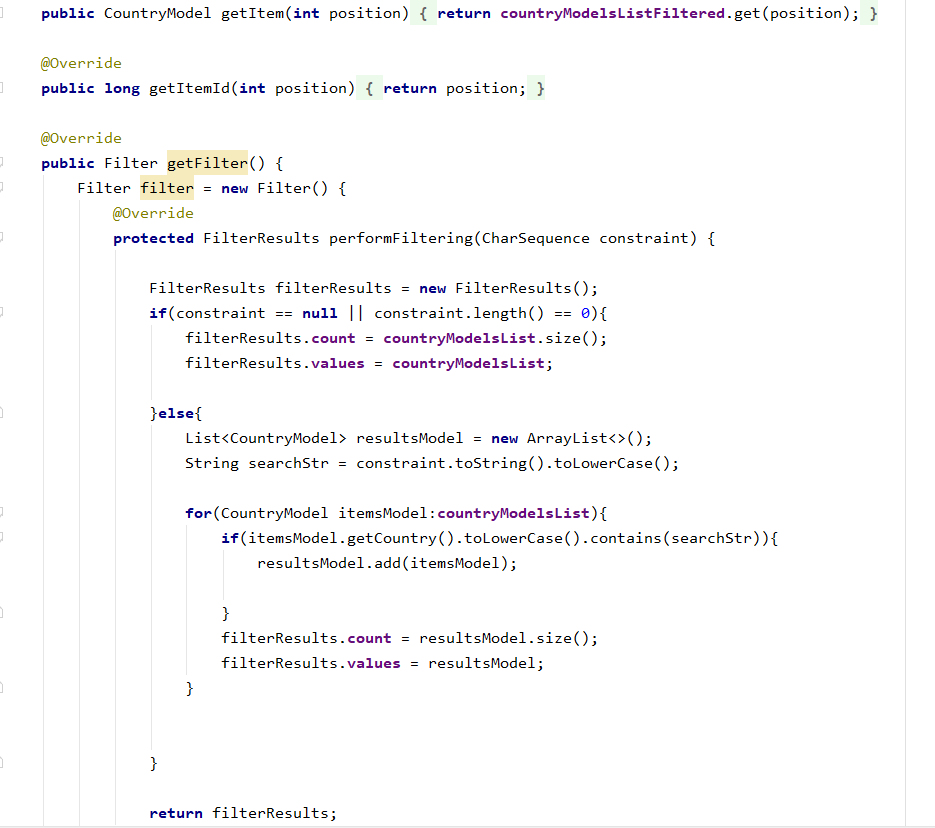 public CountryModel getItem(int position) { return countryModelsListFiltered.get(position); }
@Override
public long getItemId(int position) { return position; }
@Override
public Filter getFilter() {
Filter filter = new Filter() {
@Override
protected FilterResults performFiltering(CharSequence constraint) {
FilterResults filterResults = new FilterResults();
if(constraint == null || constraint.length() == 0){
filterResults.count = countryModelsList.size();
filterResults.values = countryModelsList;
}else{
List<CountryModel> resultsModel = new ArrayList<>();
String searchStr = constraint.toString().toLowerCase();
for(CountryModel itemsModel:countryModelsList){
if(itemsModel.getCountry().toLowerCase().contains(searchStr)){
resultsModel.add(itemsModel);
}
filterResults.count = resultsModel.size();
filterResults.values = resultsModel;
}
}
return filterResults;